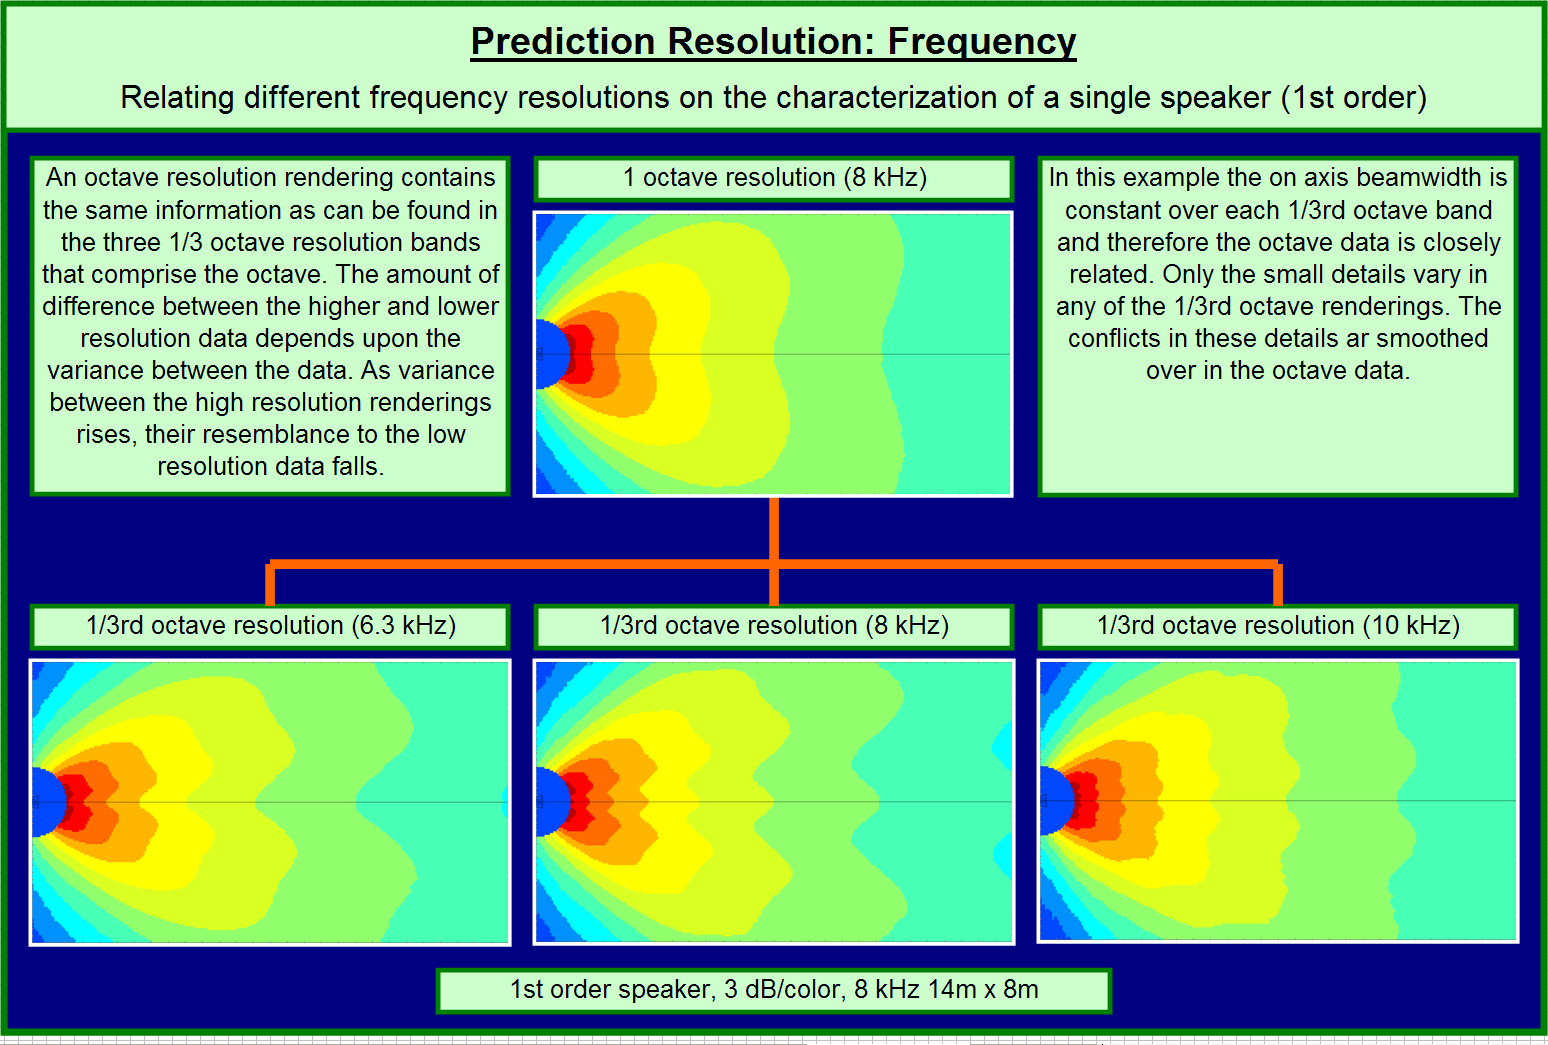 Prediction Resolution: Frequency
Relating different frequency resolutions on the characterization of a single speaker (1st order)
An octave resolution rendering contains
the same information as can be found in
the three 1/3 octave resolution bands
that comprise the octave. The amount of
difference between the higher and lower
resolution data depends upon the
variance between the data. As variance
between the high resolution renderings
rises, their resemblance to the low
resolution data falls.
1 octave resolution (8 kHz)
In this example the on axis beamwidth is
constant over each 1/3rd octave band
and therefore the octave data is closely
related. Only the small details vary in
any of the 1/3rd octave renderings. The
conflicts in these details ar smoothed
over in the octave data.
1/3rd octave resolution (6.3 kHz)
1/3rd octave resolution (8 kHz)
1/3rd octave resolution (10 kHz)
1st order speaker, 3 dB/color, 8 kHz 14m x 8m